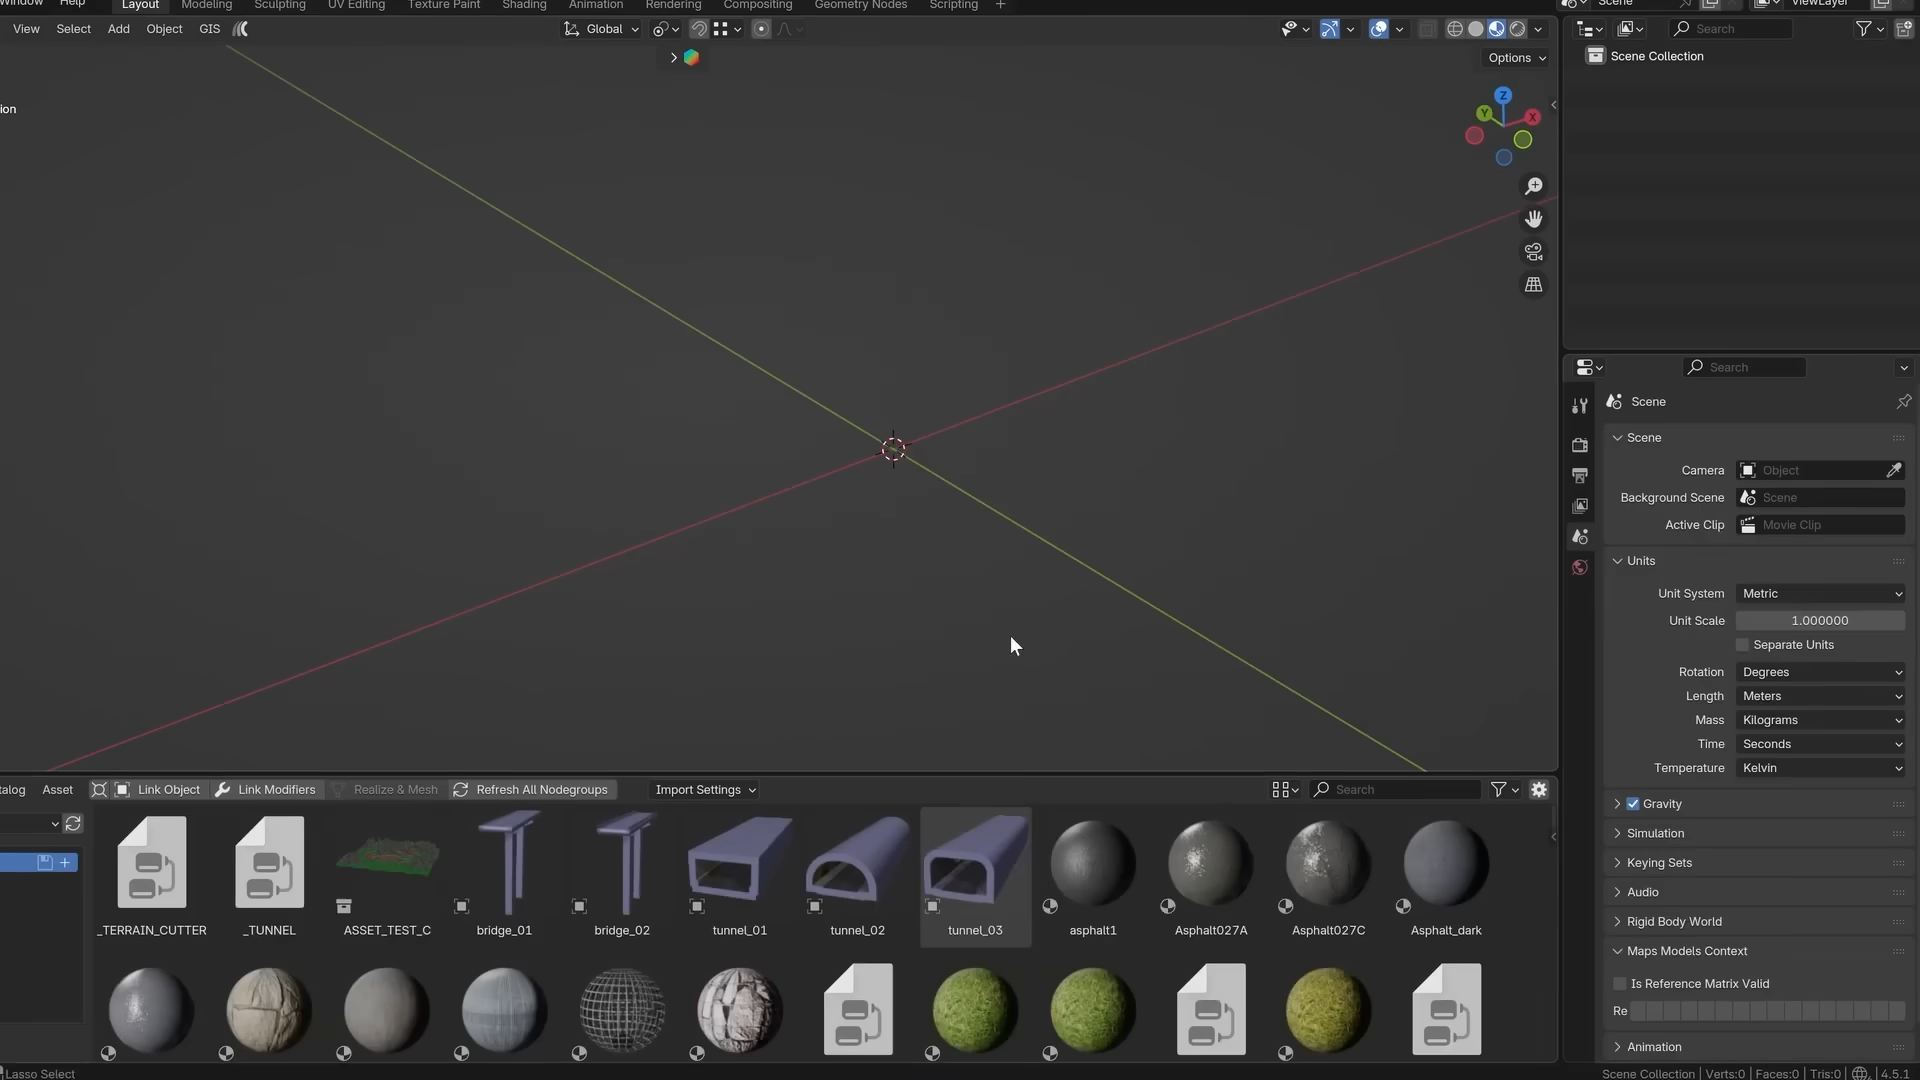 Window Help Layout Modeling Sculpting UV Editing Texture Paint Shading Animation Rendering Compositing Geometry Nodes Scripting + Scene ViewLayer
View Select Add Object GIS Global Search
Options
Scene Collection
ion
Z
Y X
Search
Scene
Scene
Camera Object
Background Scene Scene
Active Clip Movie Clip
Units
Unit System Metric
Unit Scale 1.000000
Separate Units
Rotation Degrees
Length Meters
Mass Kilograms
Time Seconds
Temperature Kelvin
Gravity
Simulation
Keying Sets
Audio
Rigid Body World
Maps Models Context
Is Reference Matrix Valid
Re
Animation
alog Asset Link Object Link Modifiers Realize & Mesh Refresh All Nodegroups Import Settings Search
_TERRAIN_CUTTER _TUNNEL ASSET_TEST_C bridge_01 bridge_02 tunnel_01 tunnel_02 tunnel_03 asphalt1 Asphalt027A Asphalt027C Asphalt_dark
Lasso Select Scene Collection | Verts:0 | Faces:0 | Tris:0 | 4.5.1